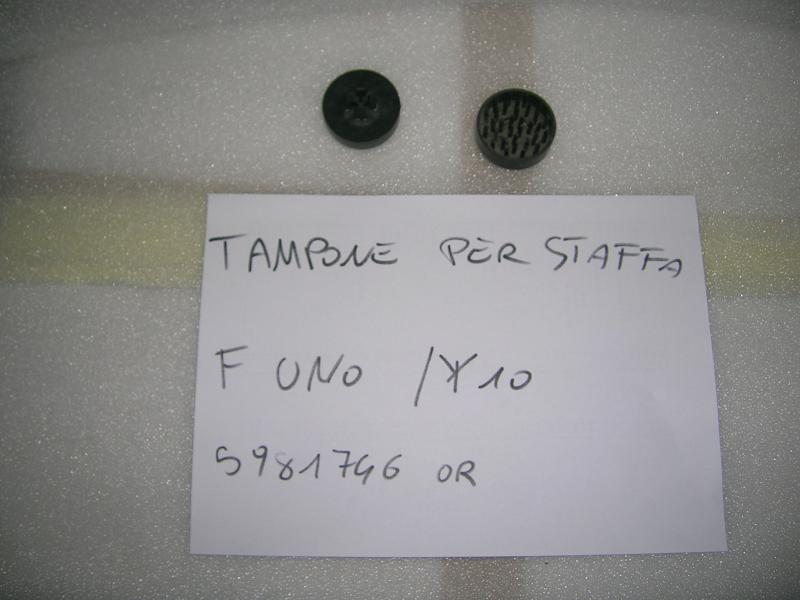 TAMPONE PER STAFFA
F UNO /Y10
5981746 OR